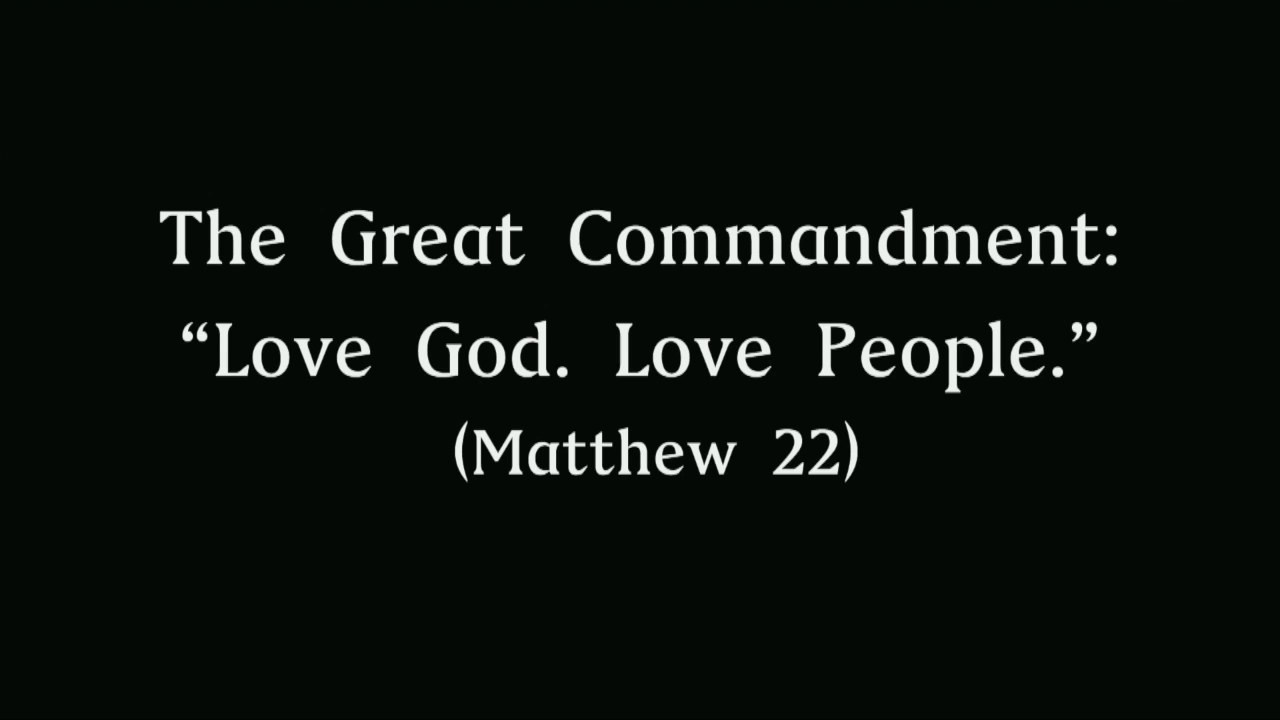 The Great Commandment:
“Love God. Love People.”
(Matthew 22)